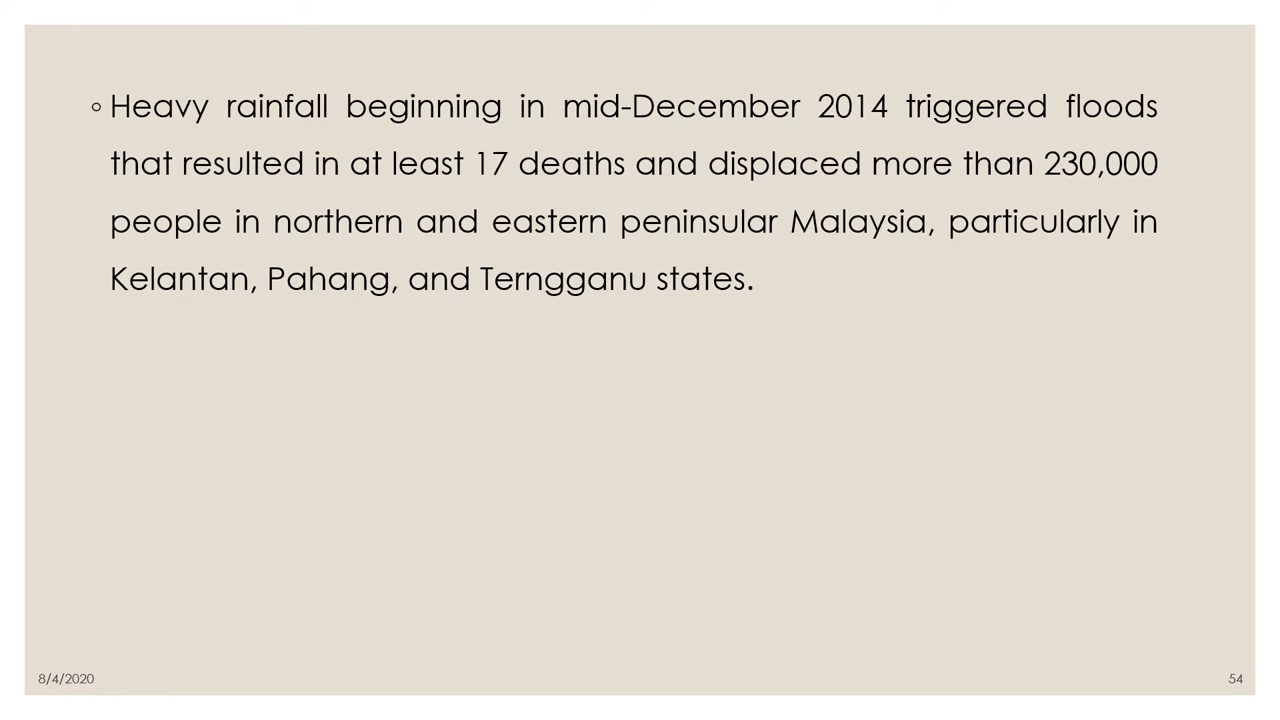 ◦ Heavy rainfall beginning in mid-December 2014 triggered floods
that resulted in at least 17 deaths and displaced more than 230,000
people in northern and eastern peninsular Malaysia, particularly in
Kelantan, Pahang, and Terngganu states.
8/4/2020
54